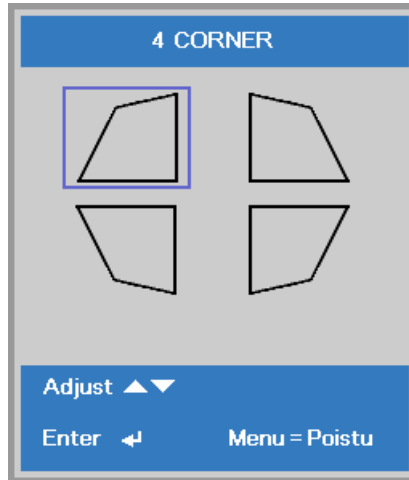 4 CORNER
Adjust ▲▼
Enter ↵ Menu = Poistu